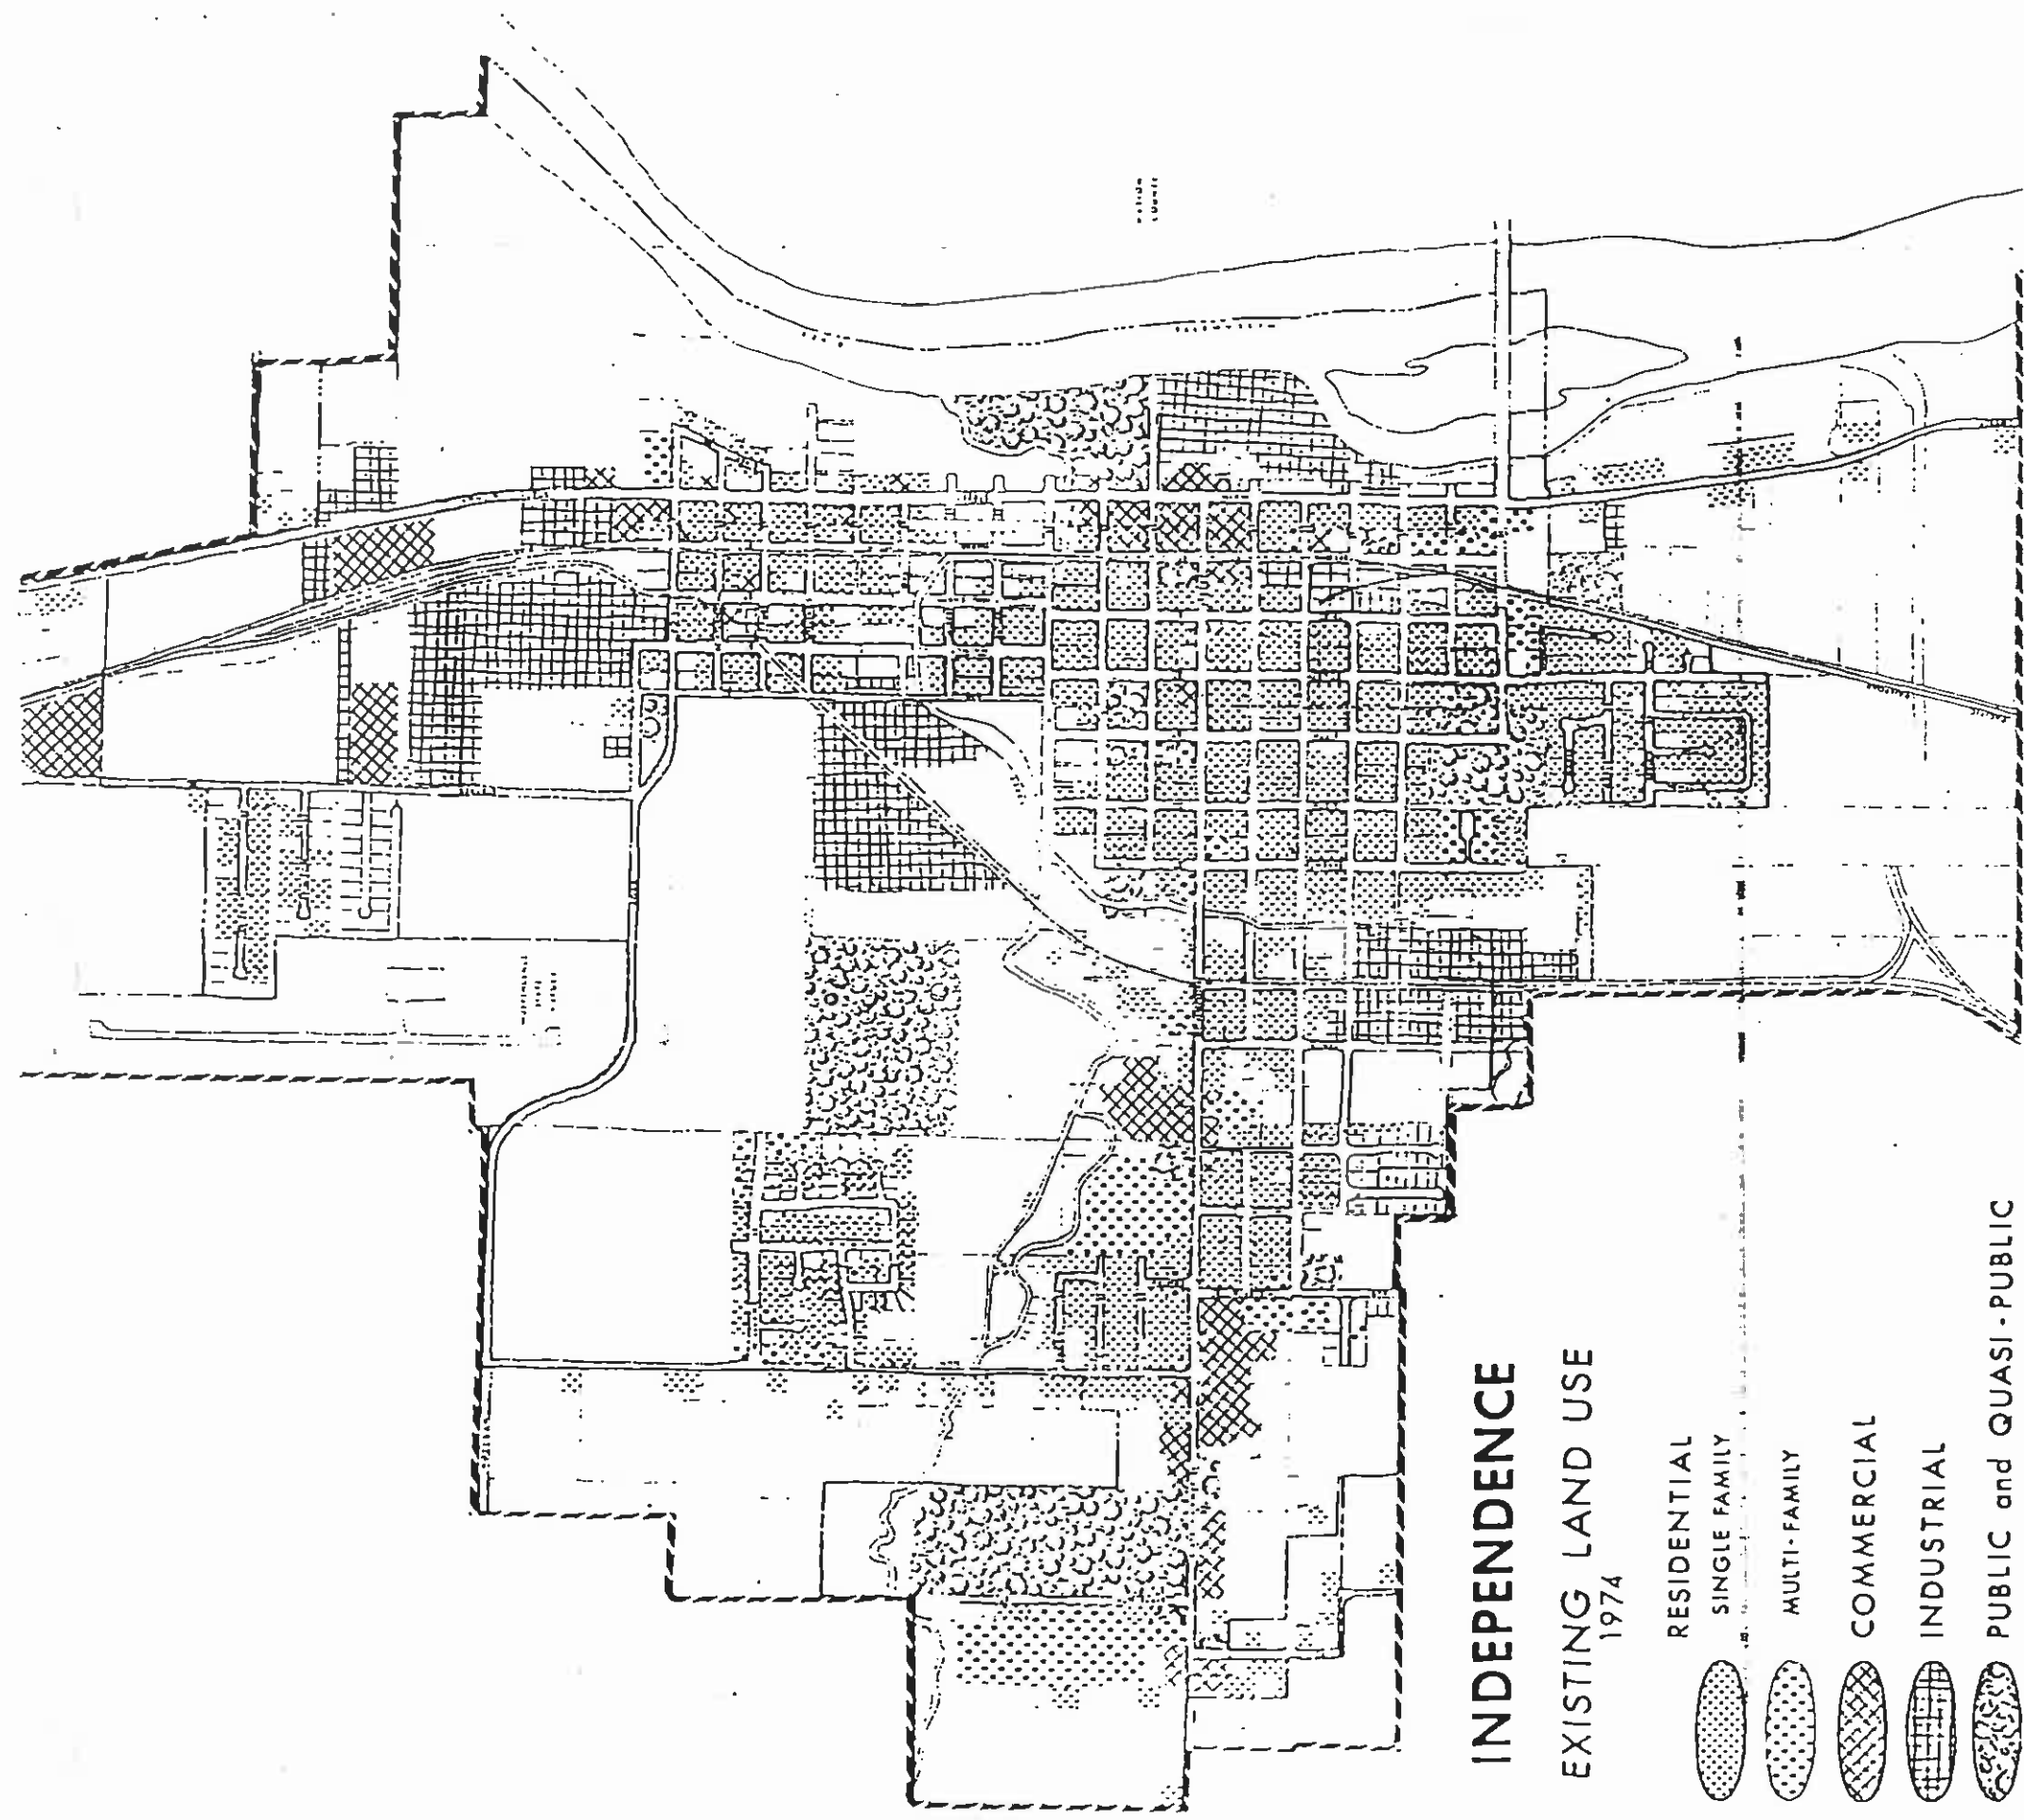 INDEPENDENCE
EXISTING LAND USE
1974
RESIDENTIAL
SINGLE FAMILY
MULTI-FAMILY
COMMERCIAL
INDUSTRIAL
PUBLIC and QUASI-PUBLIC